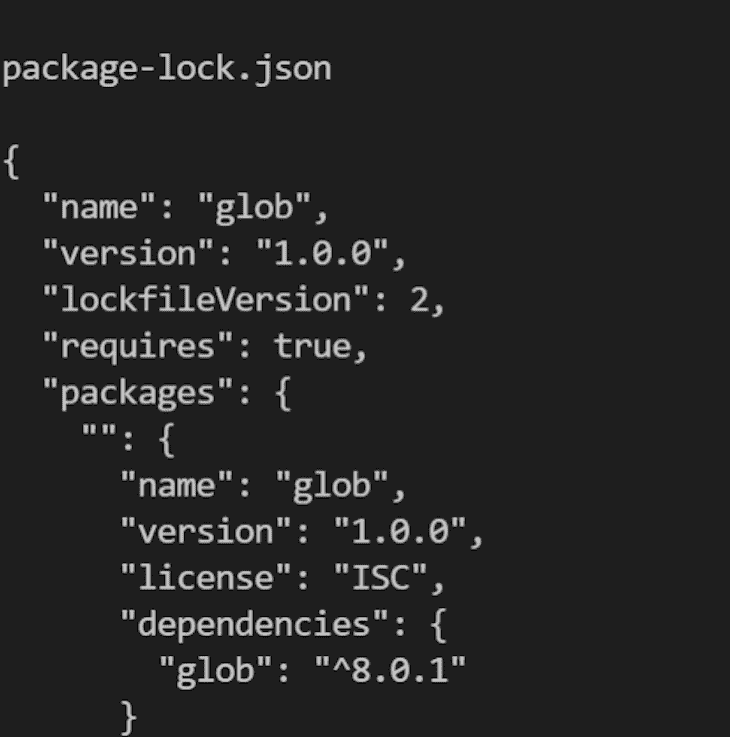 package-lock.json
{
  "name": "glob",
  "version": "1.0.0",
  "lockfileVersion": 2,
  "requires": true,
  "packages": {
    "": {
      "name": "glob",
      "version": "1.0.0",
      "license": "ISC",
      "dependencies": {
        "glob": "^8.0.1"
      }